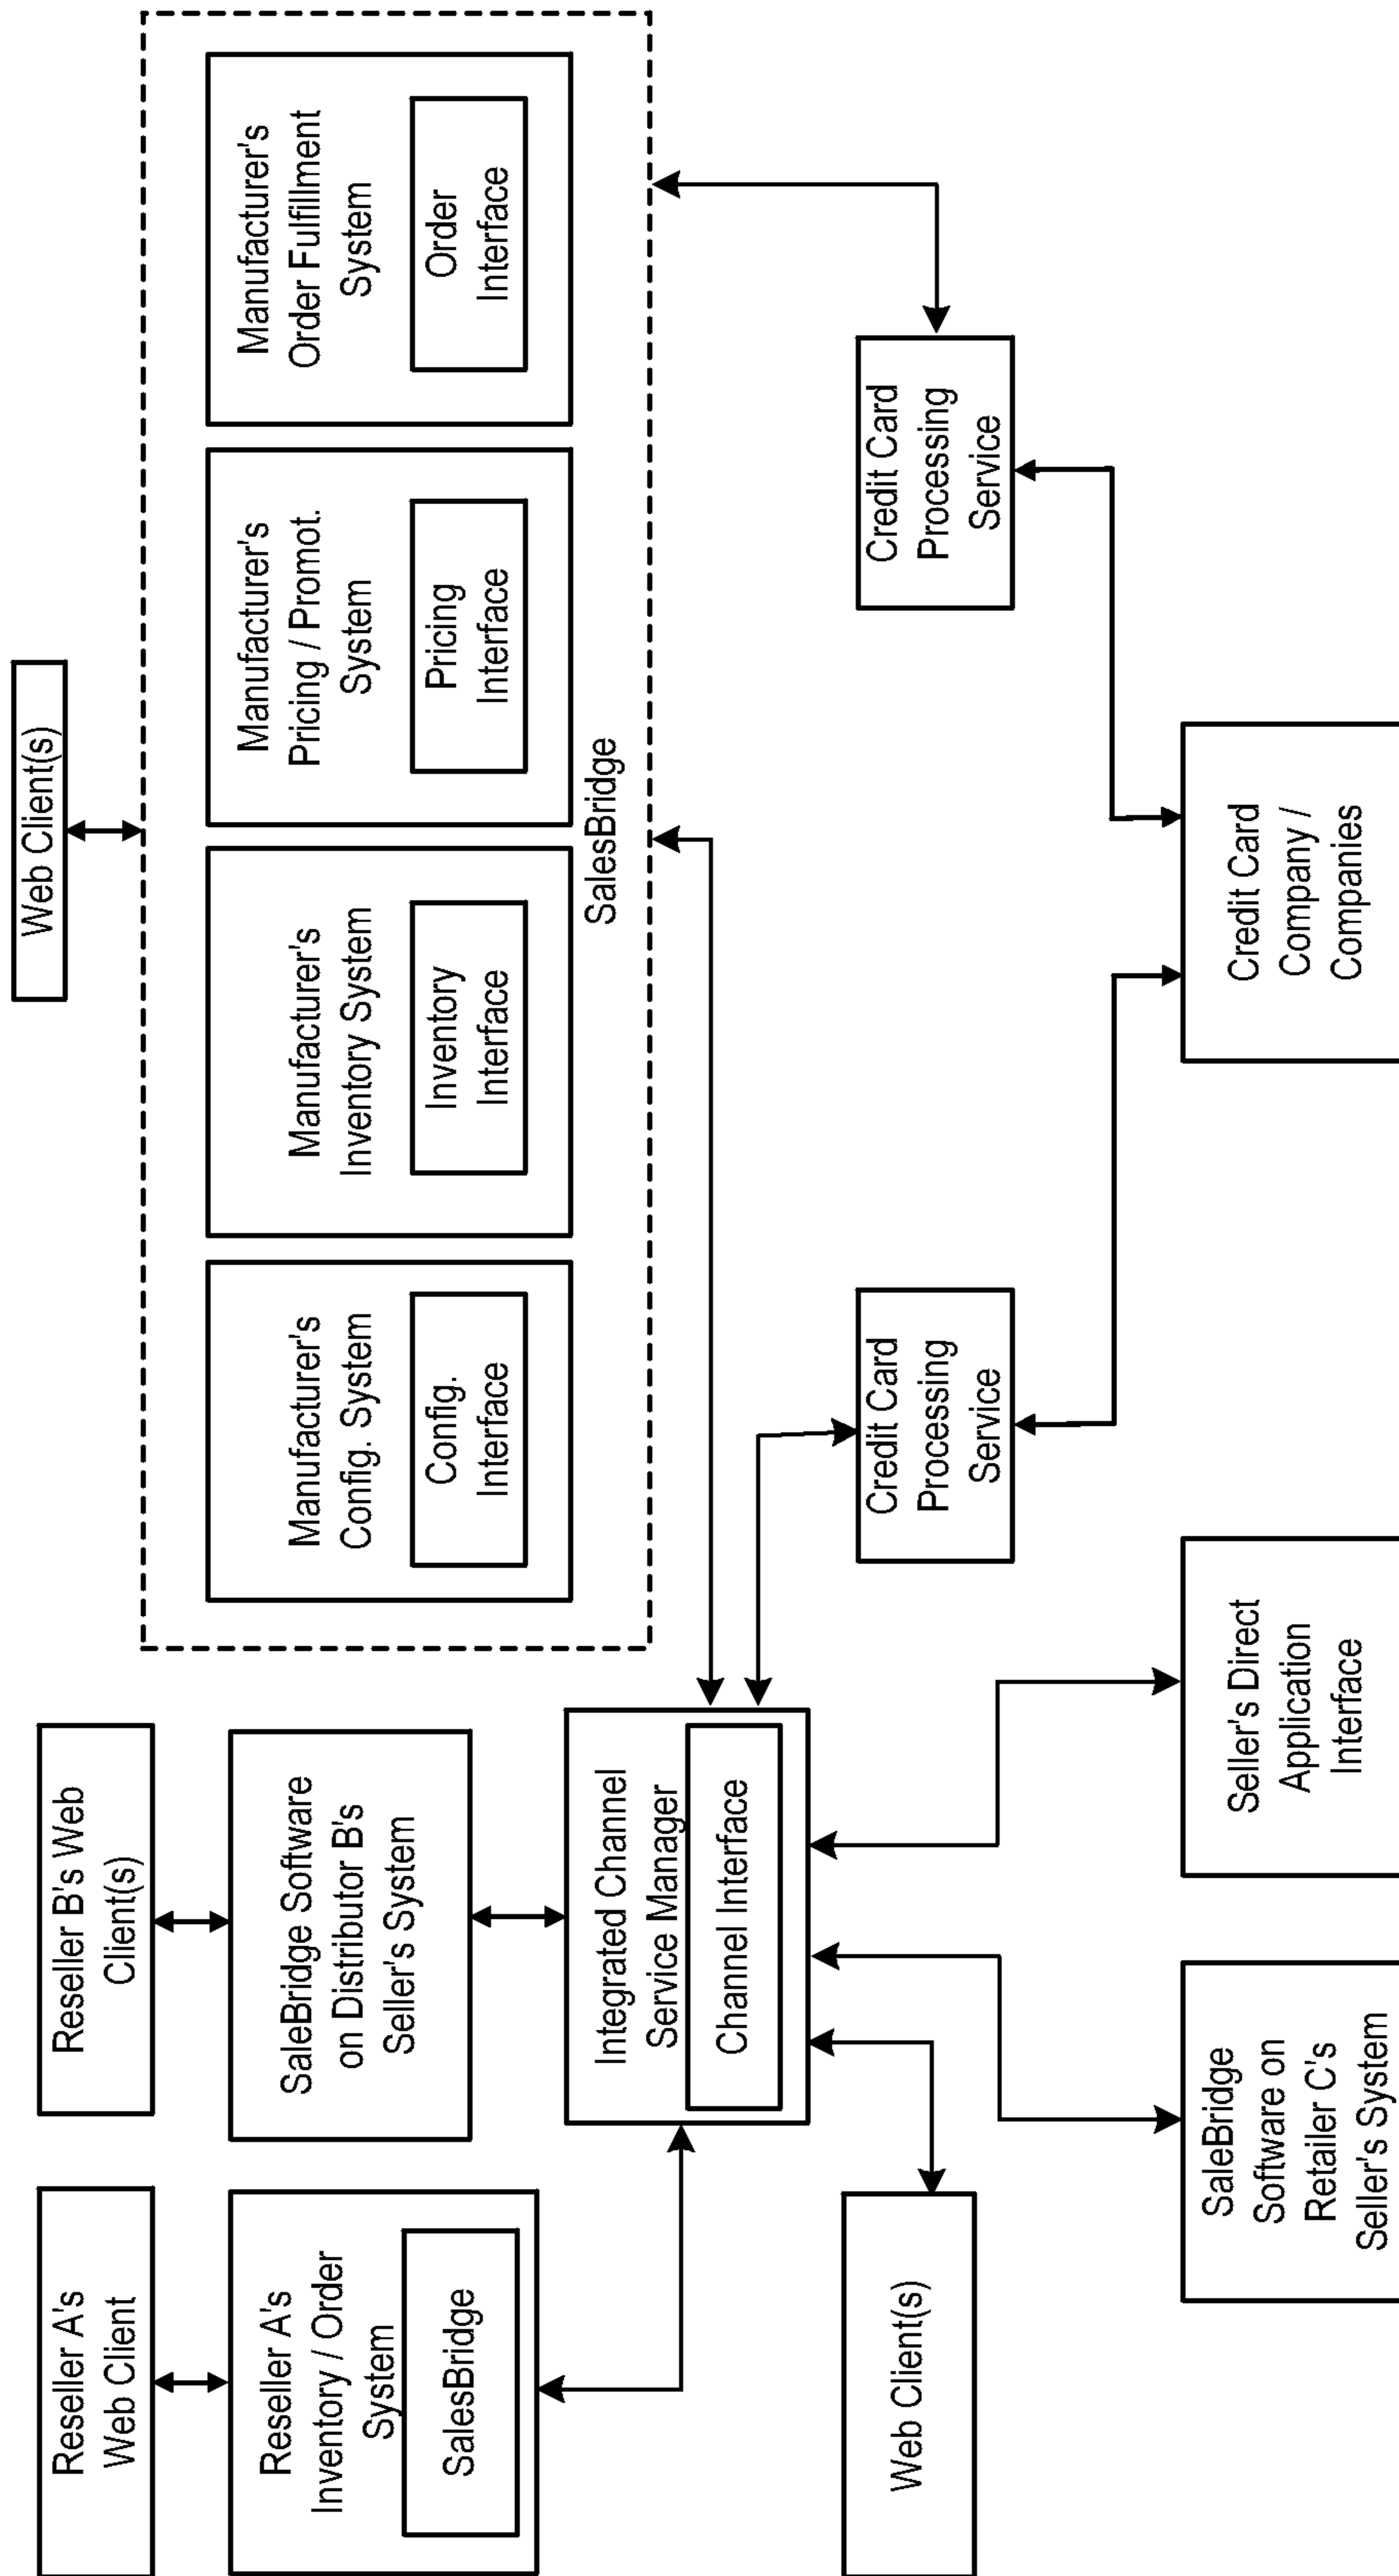 Reseller A's
Web Client
Reseller B's Web
Client(s)
Web Client(s)
Reseller A's
Inventory / Order
System
SalesBridge
SaleBridge Software
on Distributor B's
Seller's System
Manufacturer's
Config. System
Config.
Interface
Manufacturer's
Inventory System
Inventory
Interface
Manufacturer's
Pricing / Promot.
System
Pricing
Interface
Manufacturer's
Order Fulfillment
System
Order
Interface
SalesBridge
Integrated Channel
Service Manager
Channel Interface
Web Client(s)
Credit Card
Processing
Service
Credit Card
Processing
Service
SaleBridge
Software on
Retailer C's
Seller's System
Seller's Direct
Application
Interface
Credit Card
Company /
Companies